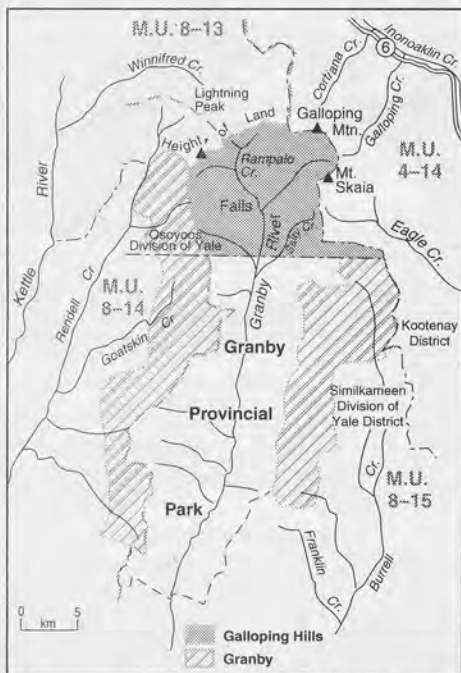 M.U. 8–13
Winnifred Cr.
Lightning
Peak
Height of Land
Cortiana Cr.
6
Inonoaklin Cr.
Galloping
Mtn.
Galloping Cr.
Rampalo
Cr.
Mt.
Skaia
M.U.
4–14
Falls
River
Kettle
River
Osoyoos
Division of Yale
Eagle Cr.
Rendell Cr
M.U.
8–14
Goatskin Cr
Granby
Granby
Kootenay
District
Provincial
Similkameen
Division of
Yale District
Park
M.U.
8–15
Franklin
Cr.
Burrell
Cr.
0 5
km
Galloping Hills
Granby